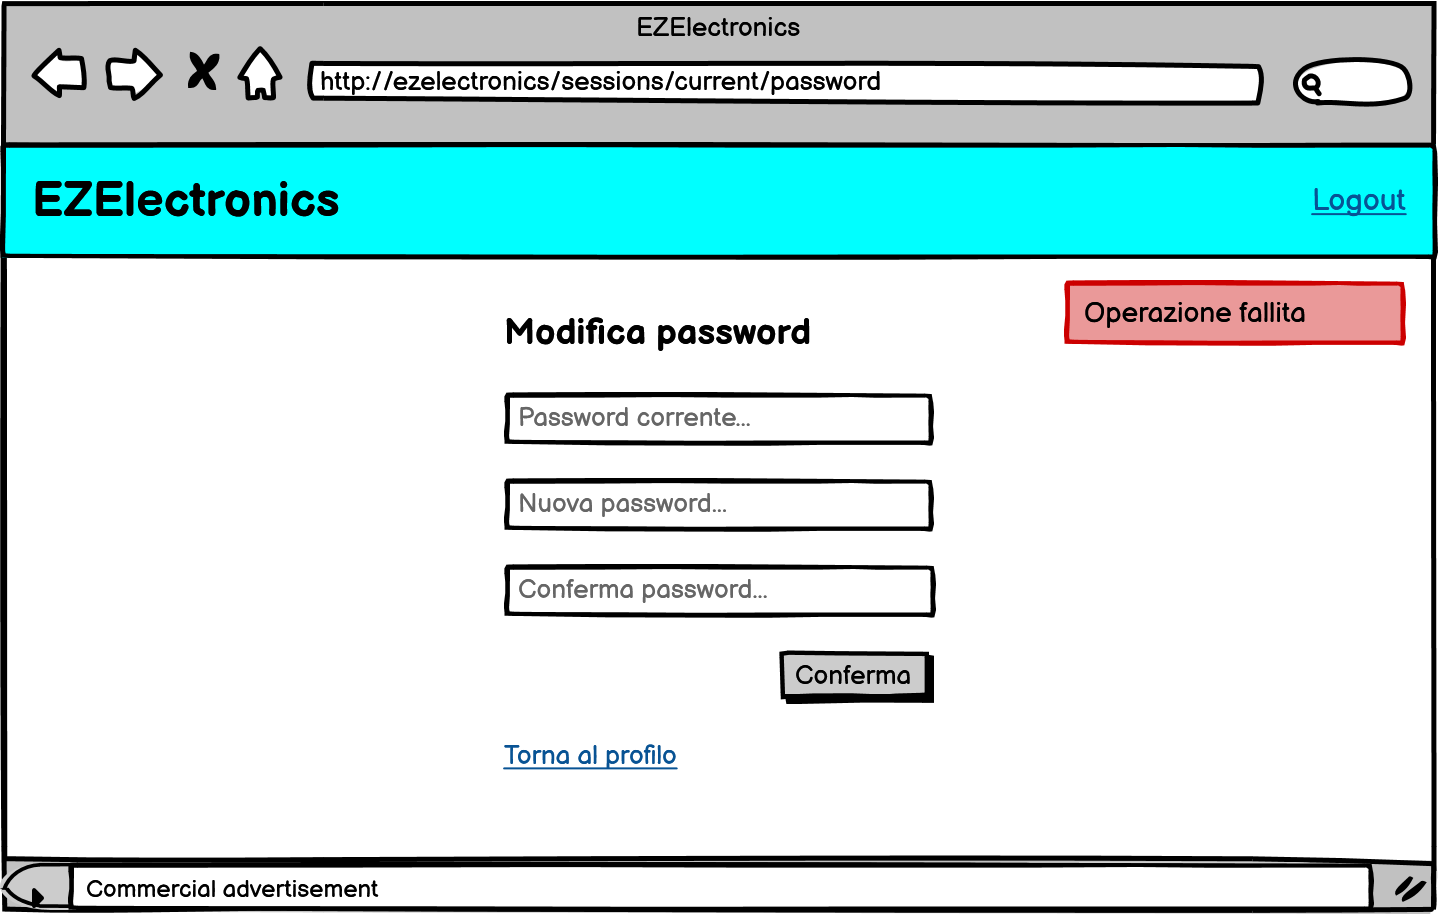 EZElectronics
http://ezelectronics/sessions/current/password
EZElectronics
Logout
Operazione fallita
Modifica password
Password corrente...
Nuova password...
Conferma password...
Conferma
Torna al profilo
Commercial advertisement